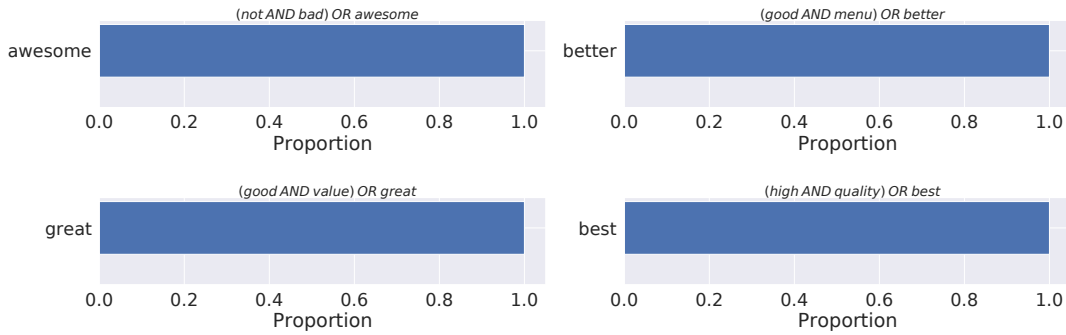 (not AND bad) OR awesome
awesome
0.0 0.2 0.4 0.6 0.8 1.0
Proportion
(good AND menu) OR better
better
0.0 0.2 0.4 0.6 0.8 1.0
Proportion
(good AND value) OR great
great
0.0 0.2 0.4 0.6 0.8 1.0
Proportion
(high AND quality) OR best
best
0.0 0.2 0.4 0.6 0.8 1.0
Proportion